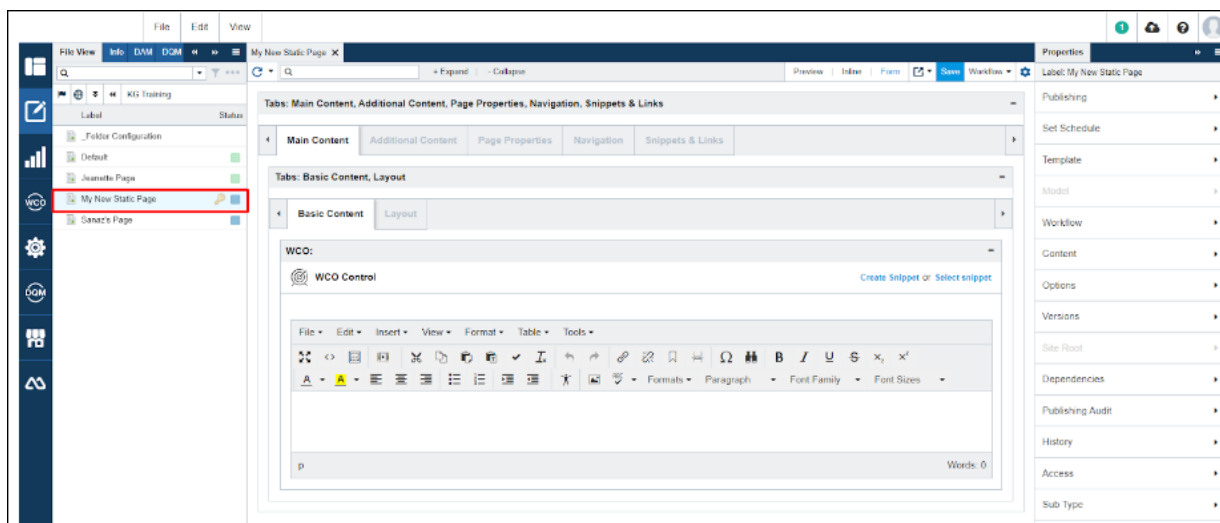 File Edit View
1
File View Info DAM DQM
My New Static Page X
Properties
+ Expand | - Collapse
Preview | Inline | Form Save Workflow
Label: My New Static Page
KG Training
Label Status
_Folder Configuration
Default
Jeanette Page
My New Static Page
Sanaz's Page
WCO
DQM
Tabs: Main Content, Additional Content, Page Properties, Navigation, Snippets & Links
Main Content Additional Content Page Properties Navigation Snippets & Links
Tabs: Basic Content, Layout
Basic Content Layout
WCO:
WCO Control
Create Snippet or Select snippet
File Edit Insert View Format Table Tools
B I U S x₂ x²
A A Formats Paragraph Font Family Font Sizes
p Words: 0
Publishing
Set Schedule
Template
Model
Workflow
Content
Options
Versions
Site Root
Dependencies
Publishing Audit
History
Access
Sub Type